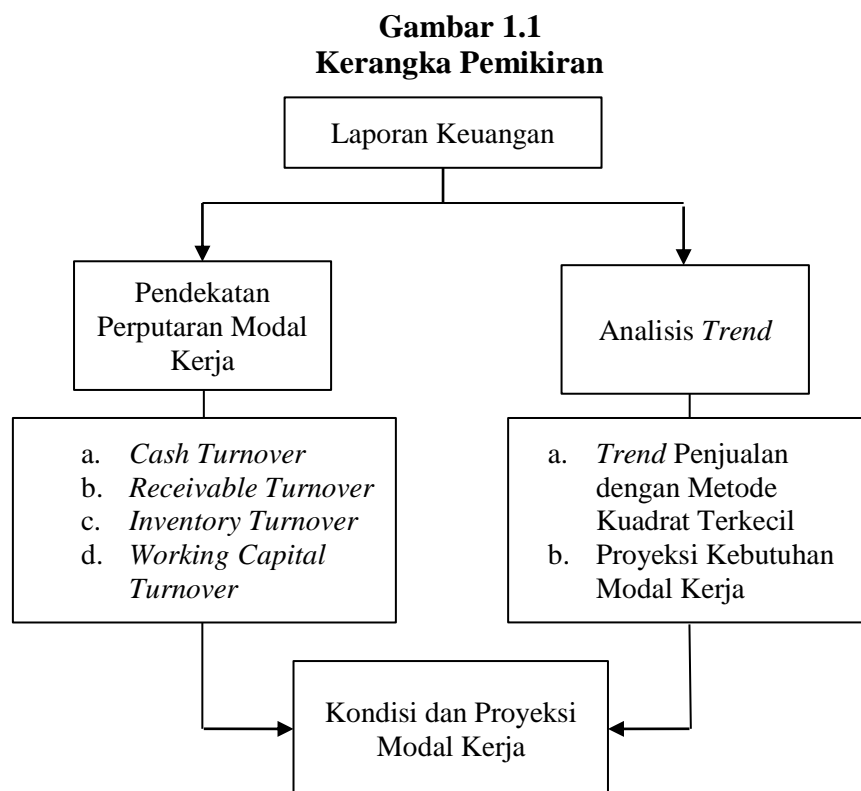 Gambar 1.1
Kerangka Pemikiran
Laporan Keuangan
Pendekatan
Perputaran Modal
Kerja
Analisis Trend
a. Cash Turnover
b. Receivable Turnover
c. Inventory Turnover
d. Working Capital
Turnover
a. Trend Penjualan
dengan Metode
Kuadrat Terkecil
b. Proyeksi Kebutuhan
Modal Kerja
Kondisi dan Proyeksi
Modal Kerja